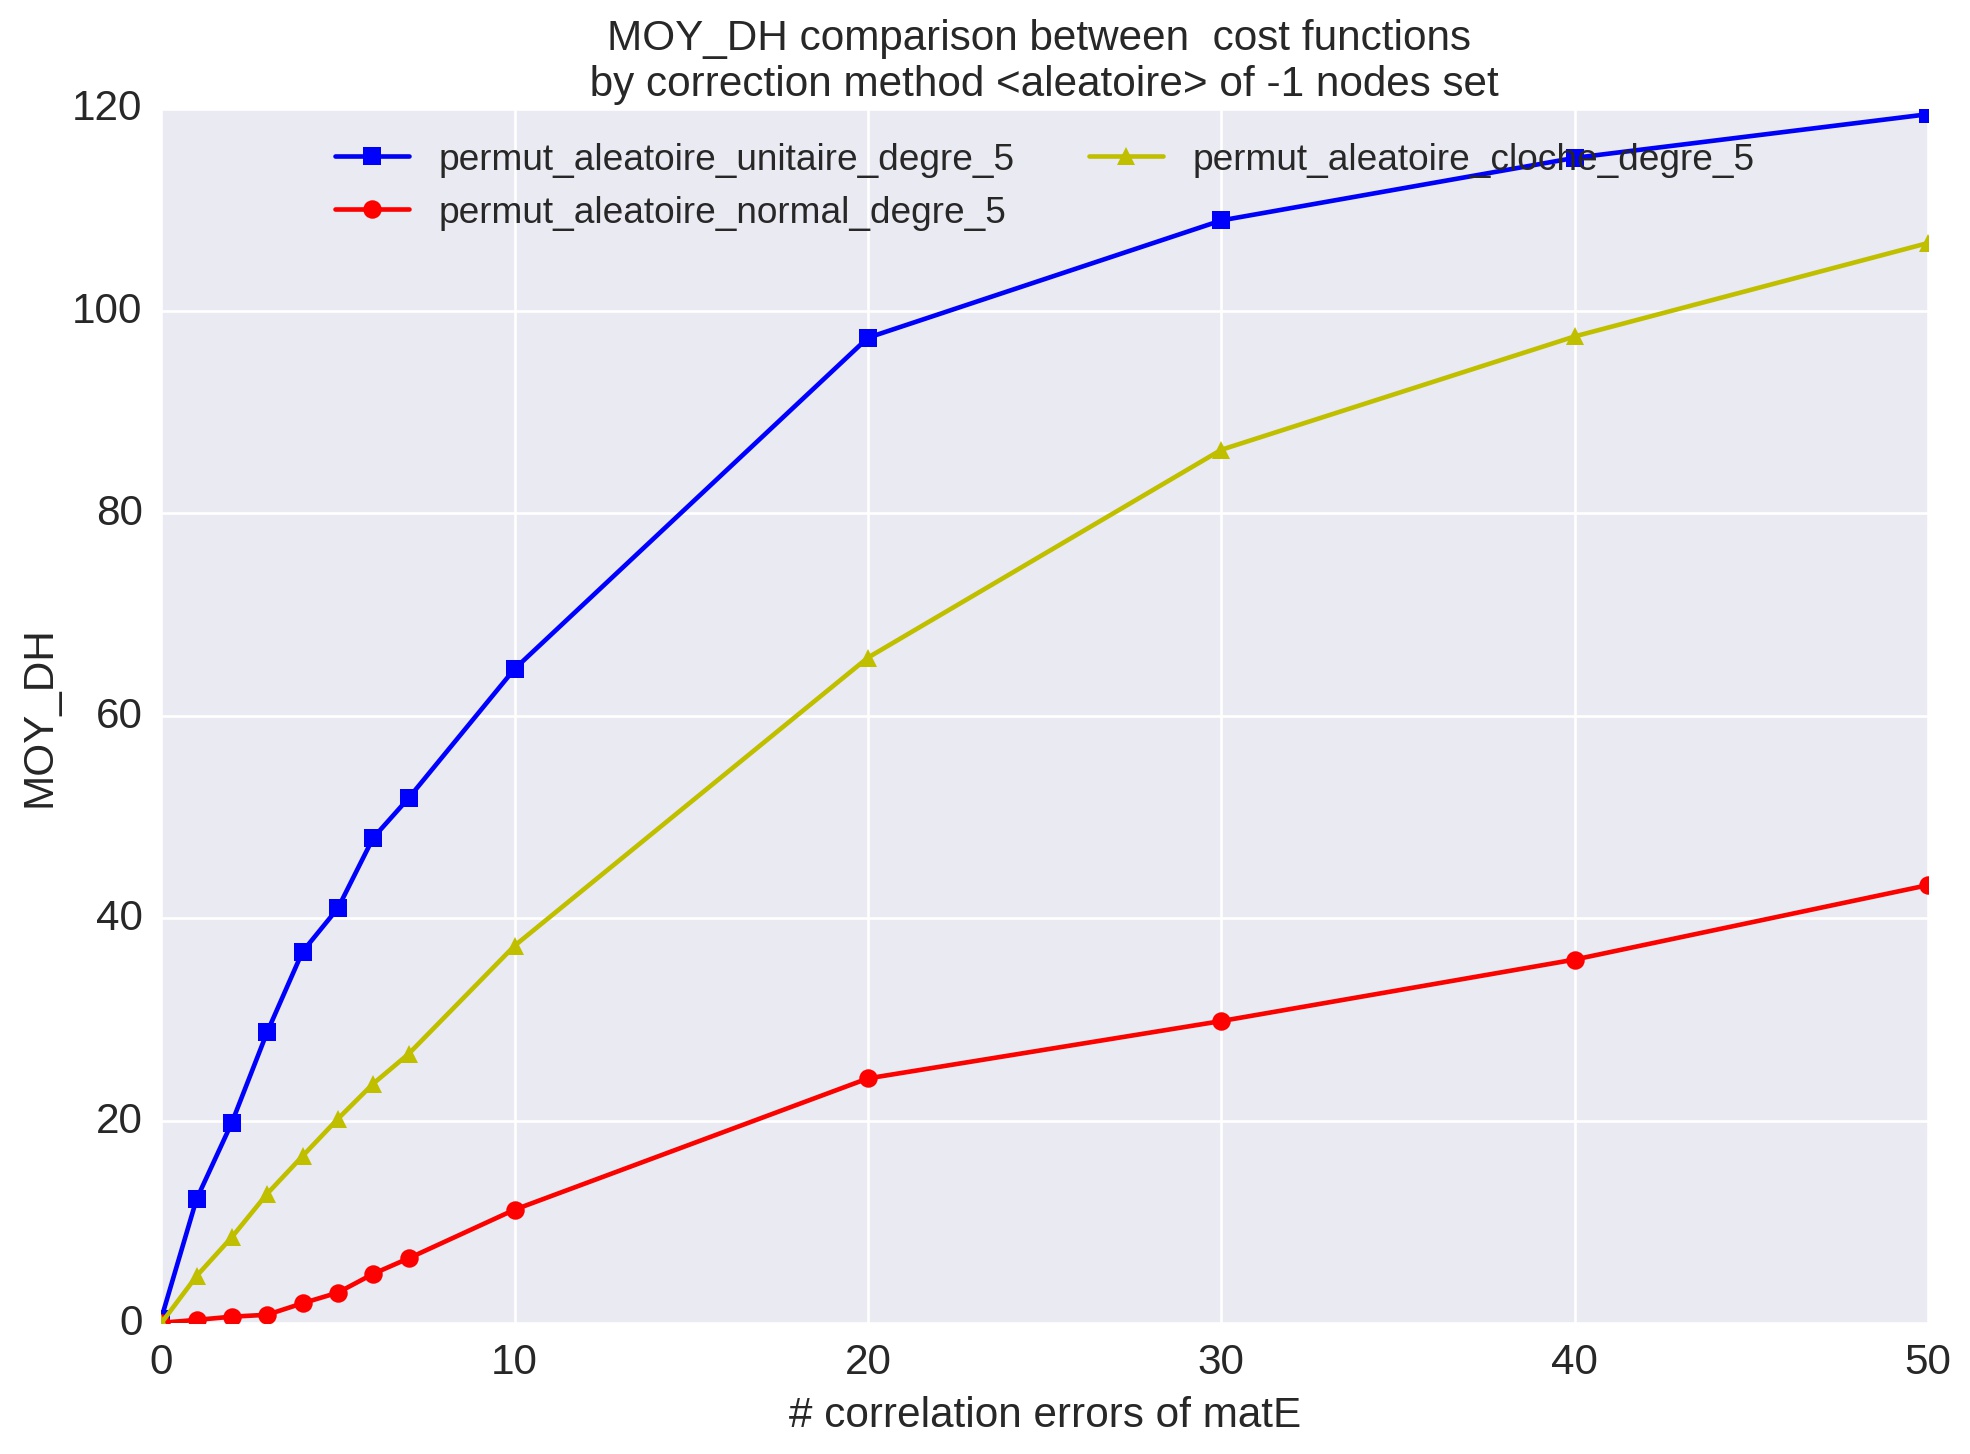 MOY_DH comparison between  cost functions
by correction method <aleatoire> of -1 nodes set
permut_aleatoire_unitaire_degre_5
permut_aleatoire_normal_degre_5
permut_aleatoire_cloche_degre_5
MOY_DH
120
100
80
60
40
20
0
0 10 20 30 40 50
# correlation errors of matE